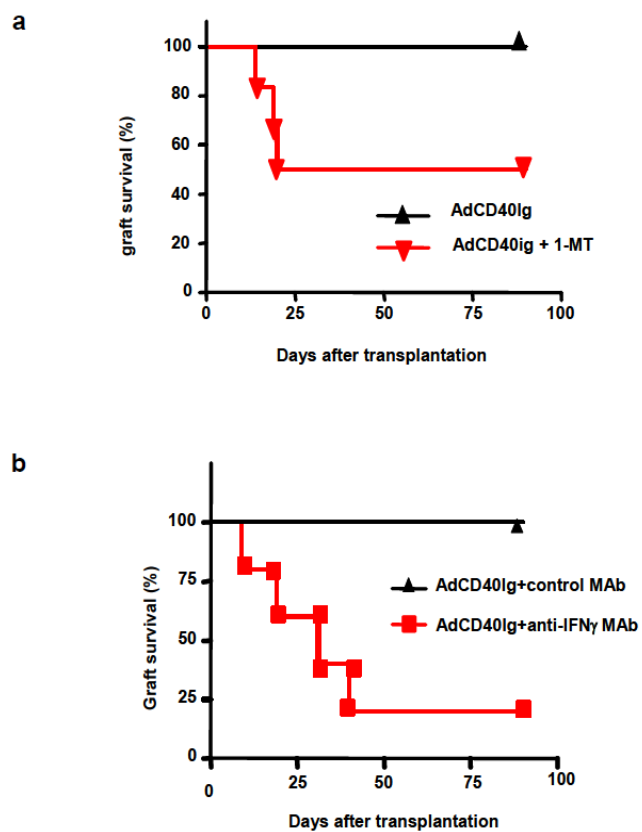 a
100
80
60
40
20
0
graft survival (%)
AdCD40Ig
AdCD40ig + 1-MT
0 25 50 75 100
Days after transplantation
b
100
75
50
25
0
Graft survival (%)
AdCD40Ig+control MAb
AdCD40Ig+anti-IFNγ MAb
0 25 50 75 100
Days after transplantation